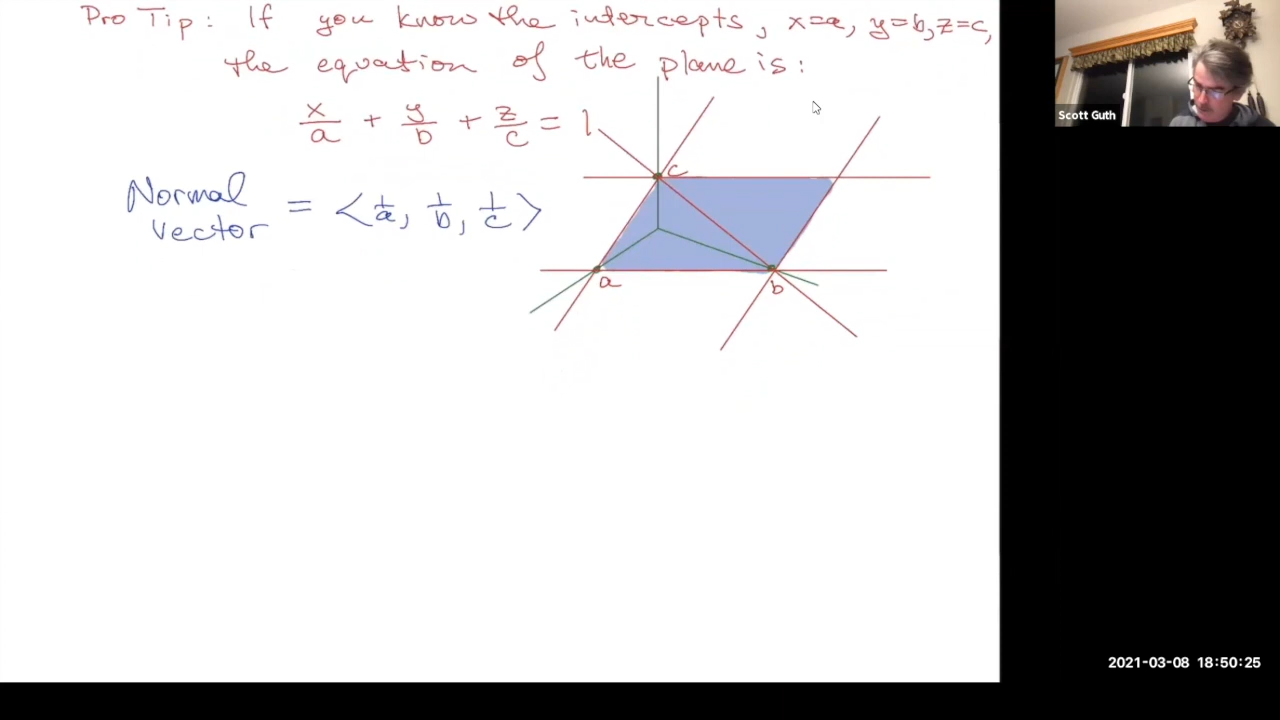 Pro Tip: If you know the intercepts, x=a, y=b, z=c,
the equation of the plane is:
x/a + y/b + z/c = 1
Normal
vector = <1/a, 1/b, 1/c>
c
a
b
Scott Guth
2021-03-08 18:50:25